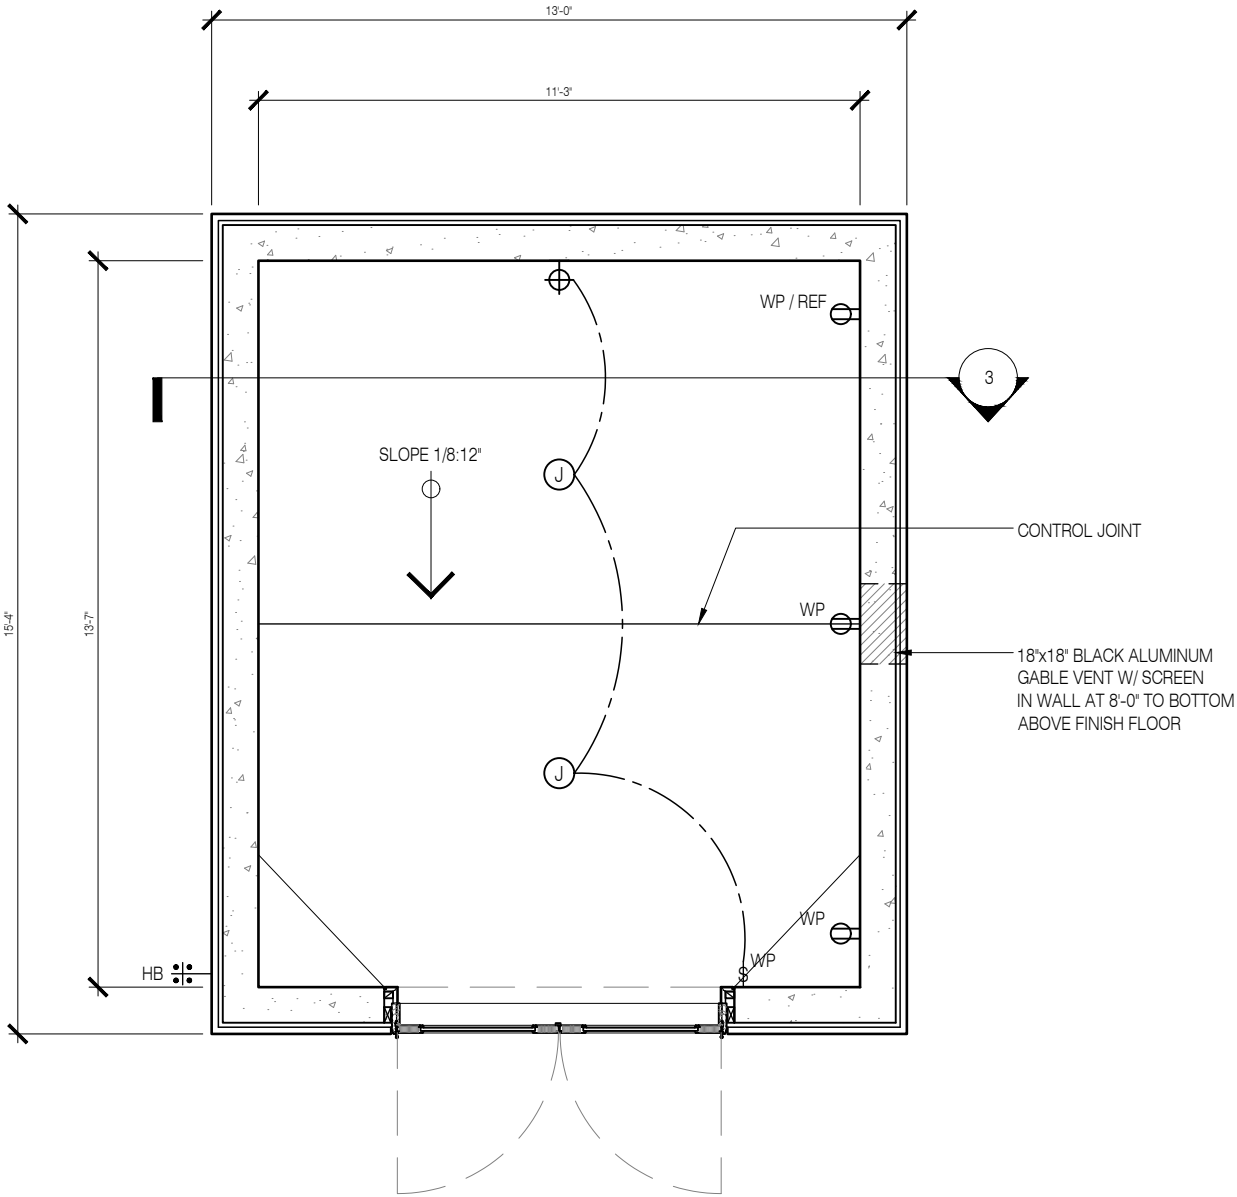 13'-0"
11'-3"
WP / REF
3
SLOPE 1/8:12"
J
CONTROL JOINT
WP
15'-4"
13'-7"
18"x18" BLACK ALUMINUM
GABLE VENT W/ SCREEN
IN WALL AT 8'-0" TO BOTTOM
ABOVE FINISH FLOOR
J
WP
WP
S
HB